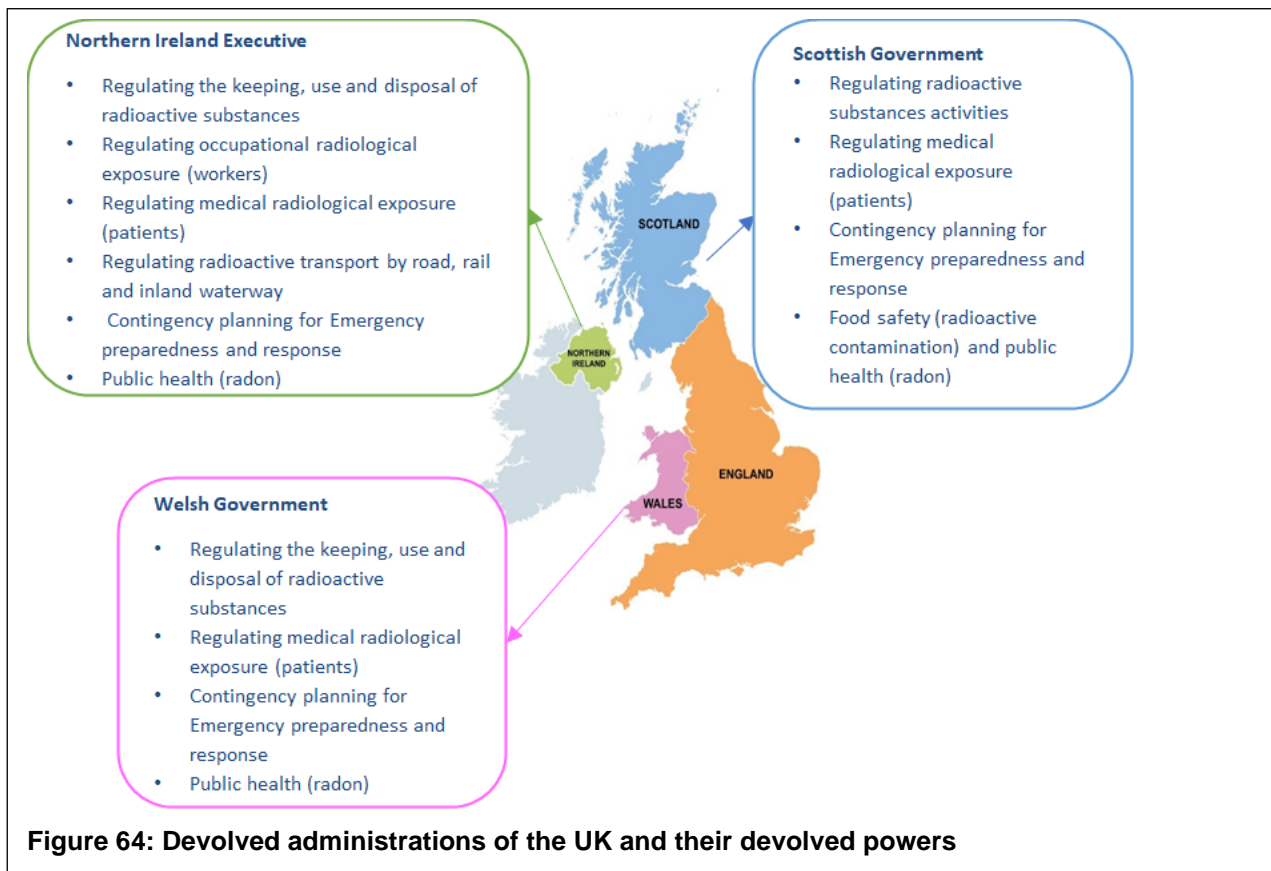 Northern Ireland Executive
• Regulating the keeping, use and disposal of
radioactive substances
• Regulating occupational radiological
exposure (workers)
• Regulating medical radiological exposure
(patients)
• Regulating radioactive transport by road, rail
and inland waterway
• Contingency planning for Emergency
preparedness and response
• Public health (radon)
Scottish Government
• Regulating radioactive
substances activities
• Regulating medical
radiological exposure
(patients)
• Contingency planning for
Emergency preparedness and
response
• Food safety (radioactive
contamination) and public
health (radon)
SCOTLAND
NORTHERN
IRELAND
ENGLAND
WALES
Welsh Government
• Regulating the keeping, use and
disposal of radioactive
substances
• Regulating medical radiological
exposure (patients)
• Contingency planning for
Emergency preparedness and
response
• Public health (radon)
Figure 64: Devolved administrations of the UK and their devolved powers